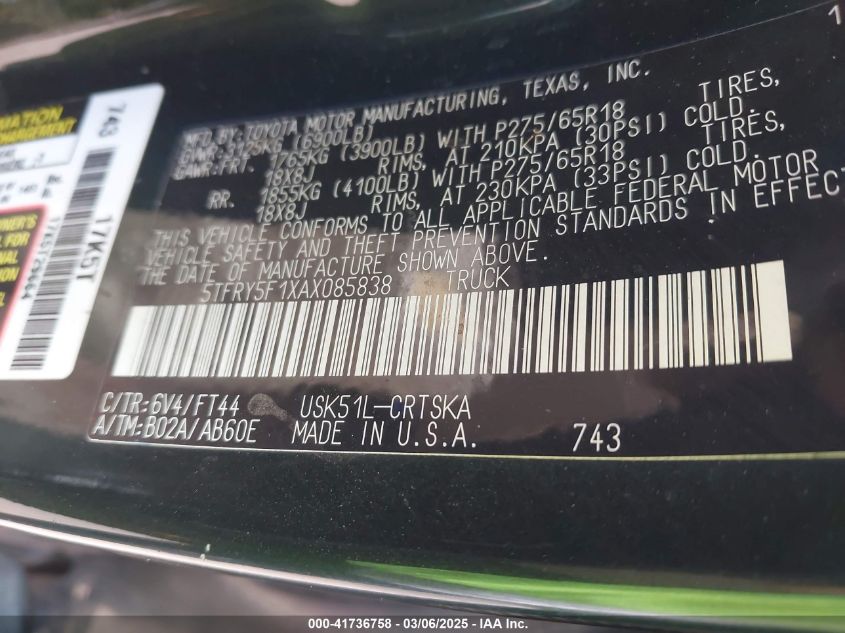 MFD.BY:TOYOTA MOTOR MANUFACTURING, TEXAS, INC.
GVWR: 3125KG (6900LB)
GAWR:FRT. 1765KG (3900LB) WITH P275/65R18 TIRES,
18X8J RIMS, AT 210KPA (30PSI) COLD.
RR. 1855KG (4100LB) WITH P275/65R18 TIRES,
18X8J RIMS, AT 230KPA (33PSI) COLD.
THIS VEHICLE CONFORMS TO ALL APPLICABLE FEDERAL MOTOR
VEHICLE SAFETY AND THEFT PREVENTION STANDARDS IN EFFECT
THE DATE OF MANUFACTURE SHOWN ABOVE.
5TFRY5F1XAX085838 TRUCK
C/TR:6V4/FT44 USK51L-CRTSKA
A/TM:B02A/AB60E MADE IN U.S.A. 743
743
17K5T
000-41736758 - 03/06/2025 - IAA Inc.